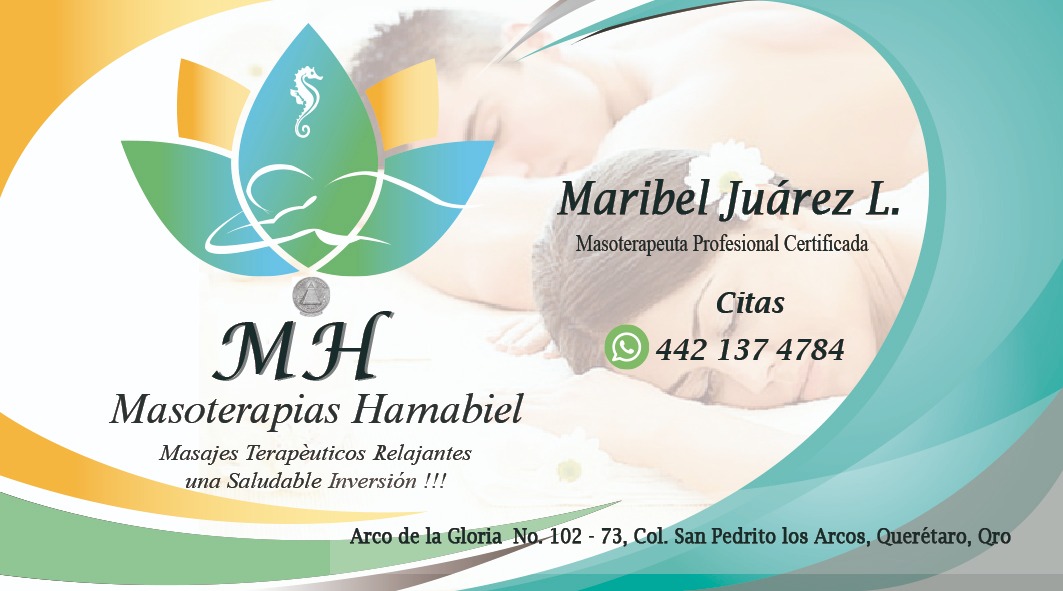 MH
Masoterapias Hamabiel
Masajes Terapèuticos Relajantes
una Saludable Inversión !!!
Maribel Juárez L.
Masoterapeuta Profesional Certificada
Citas
442 137 4784
Arco de la Gloria No. 102 - 73, Col. San Pedrito los Arcos, Querétaro, Qro